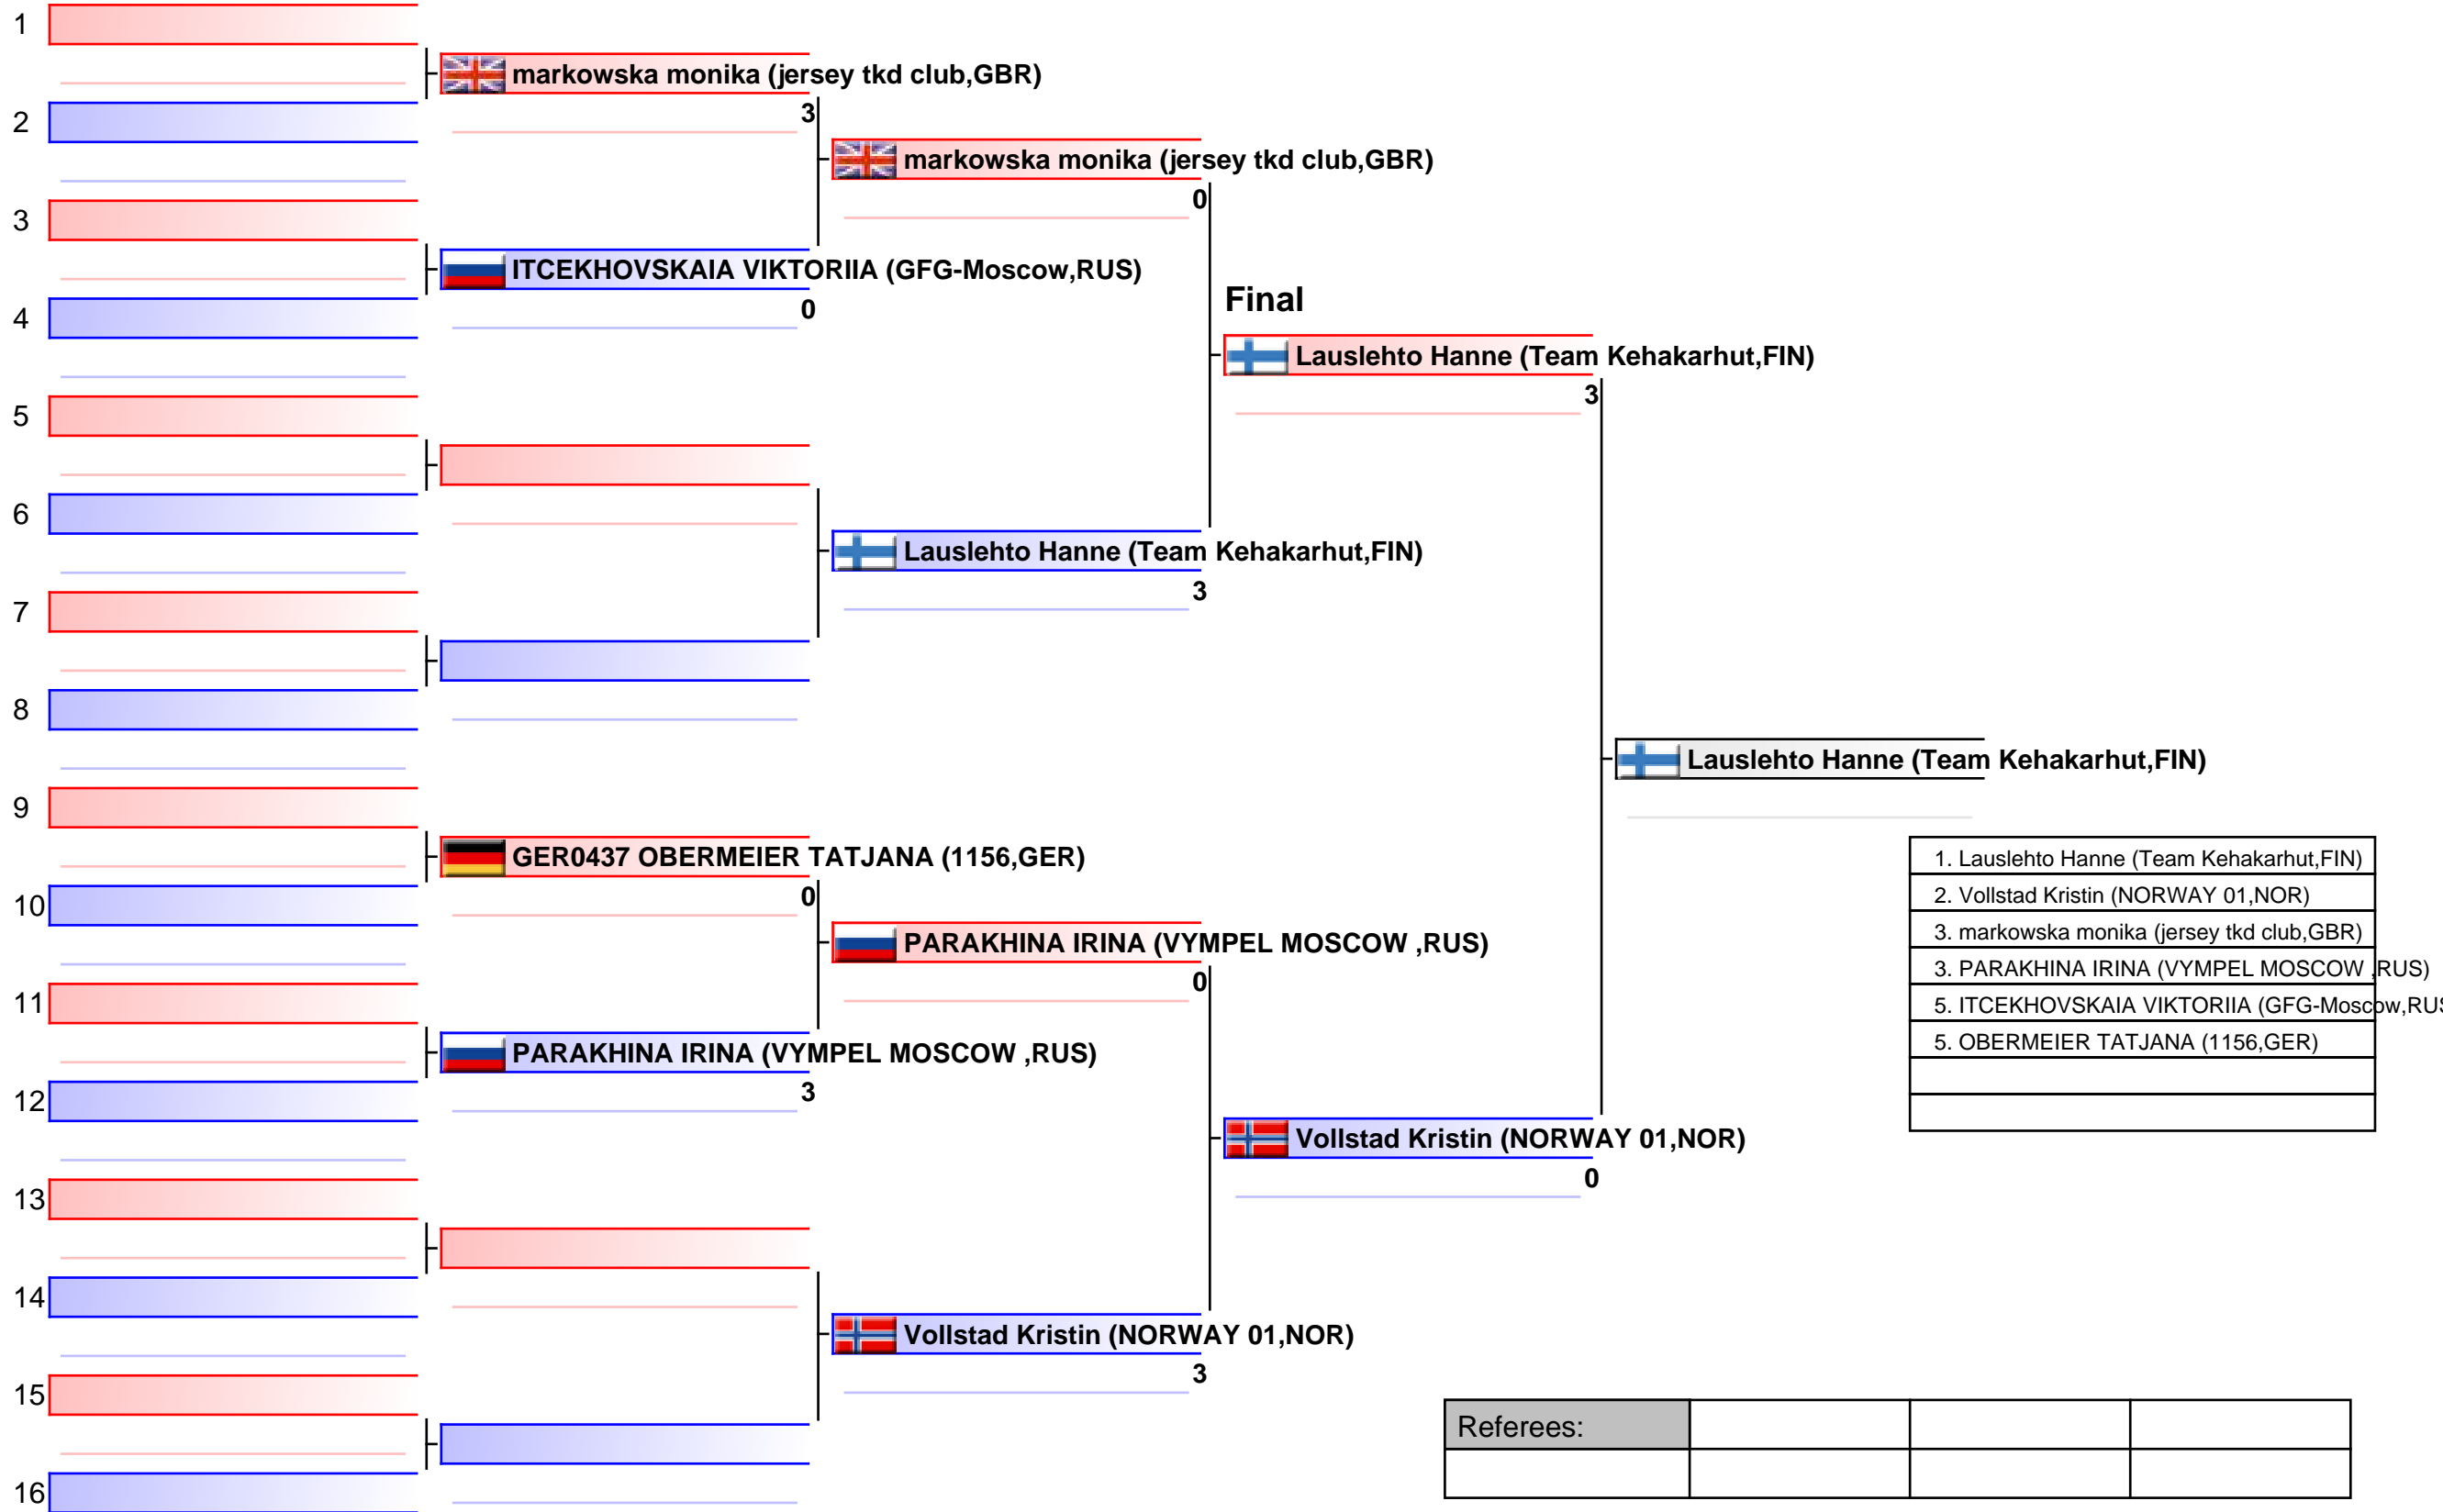 1
markowska monika (jersey tkd club,GBR)
3
2
markowska monika (jersey tkd club,GBR)
0
3
ITCEKHOVSKAIA VIKTORIIA (GFG-Moscow,RUS)
0
4
Final
Lauslehto Hanne (Team Kehakarhut,FIN)
3
5
6
Lauslehto Hanne (Team Kehakarhut,FIN)
3
7
8
Lauslehto Hanne (Team Kehakarhut,FIN)
9
GER0437 OBERMEIER TATJANA (1156,GER)
0
10
PARAKHINA IRINA (VYMPEL MOSCOW ,RUS)
0
11
PARAKHINA IRINA (VYMPEL MOSCOW ,RUS)
3
12
Vollstad Kristin (NORWAY 01,NOR)
0
13
14
Vollstad Kristin (NORWAY 01,NOR)
3
15
16
1. Lauslehto Hanne (Team Kehakarhut,FIN)
2. Vollstad Kristin (NORWAY 01,NOR)
3. markowska monika (jersey tkd club,GBR)
3. PARAKHINA IRINA (VYMPEL MOSCOW ,RUS)
5. ITCEKHOVSKAIA VIKTORIIA (GFG-Moscow,RUS
5. OBERMEIER TATJANA (1156,GER)
Referees: